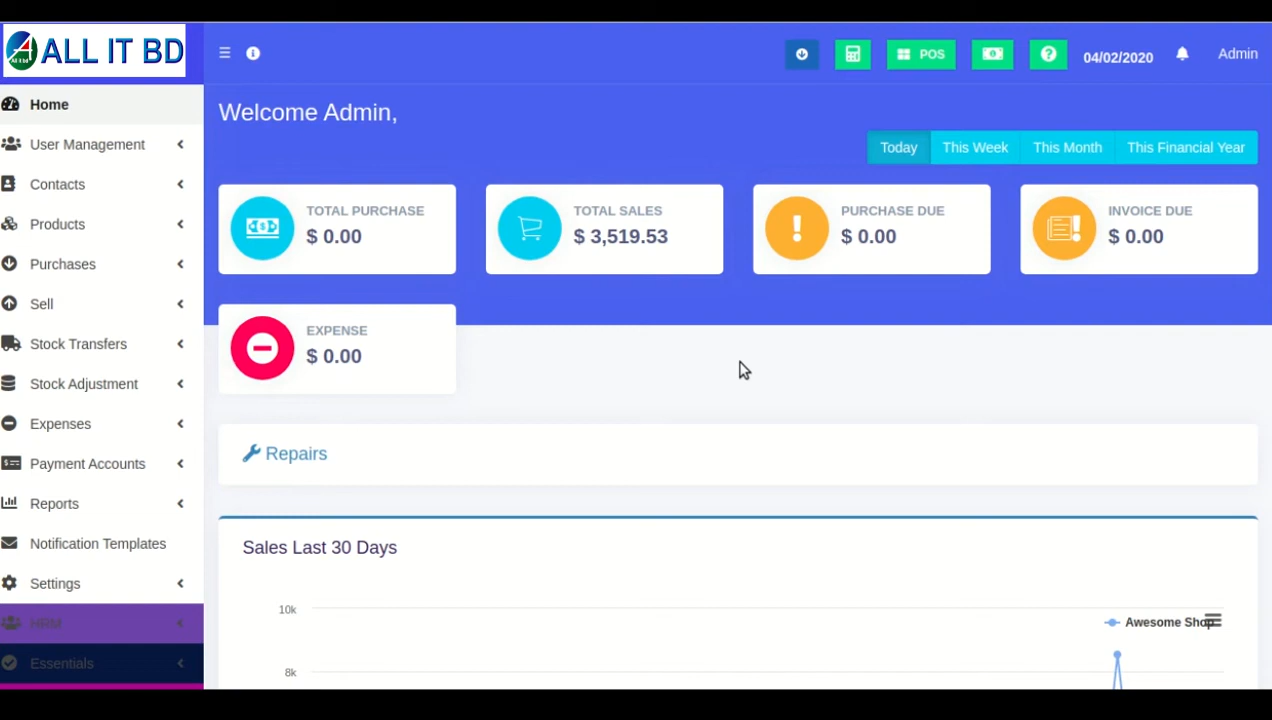 ALL IT BD
POS
04/02/2020
Admin
Home
User Management
Contacts
Products
Purchases
Sell
Stock Transfers
Stock Adjustment
Expenses
Payment Accounts
Reports
Notification Templates
Settings
HRM
Essentials
Welcome Admin,
Today
This Week
This Month
This Financial Year
TOTAL PURCHASE
$ 0.00
TOTAL SALES
$ 3,519.53
PURCHASE DUE
$ 0.00
INVOICE DUE
$ 0.00
EXPENSE
$ 0.00
Repairs
Sales Last 30 Days
10k
Awesome Shop
8k